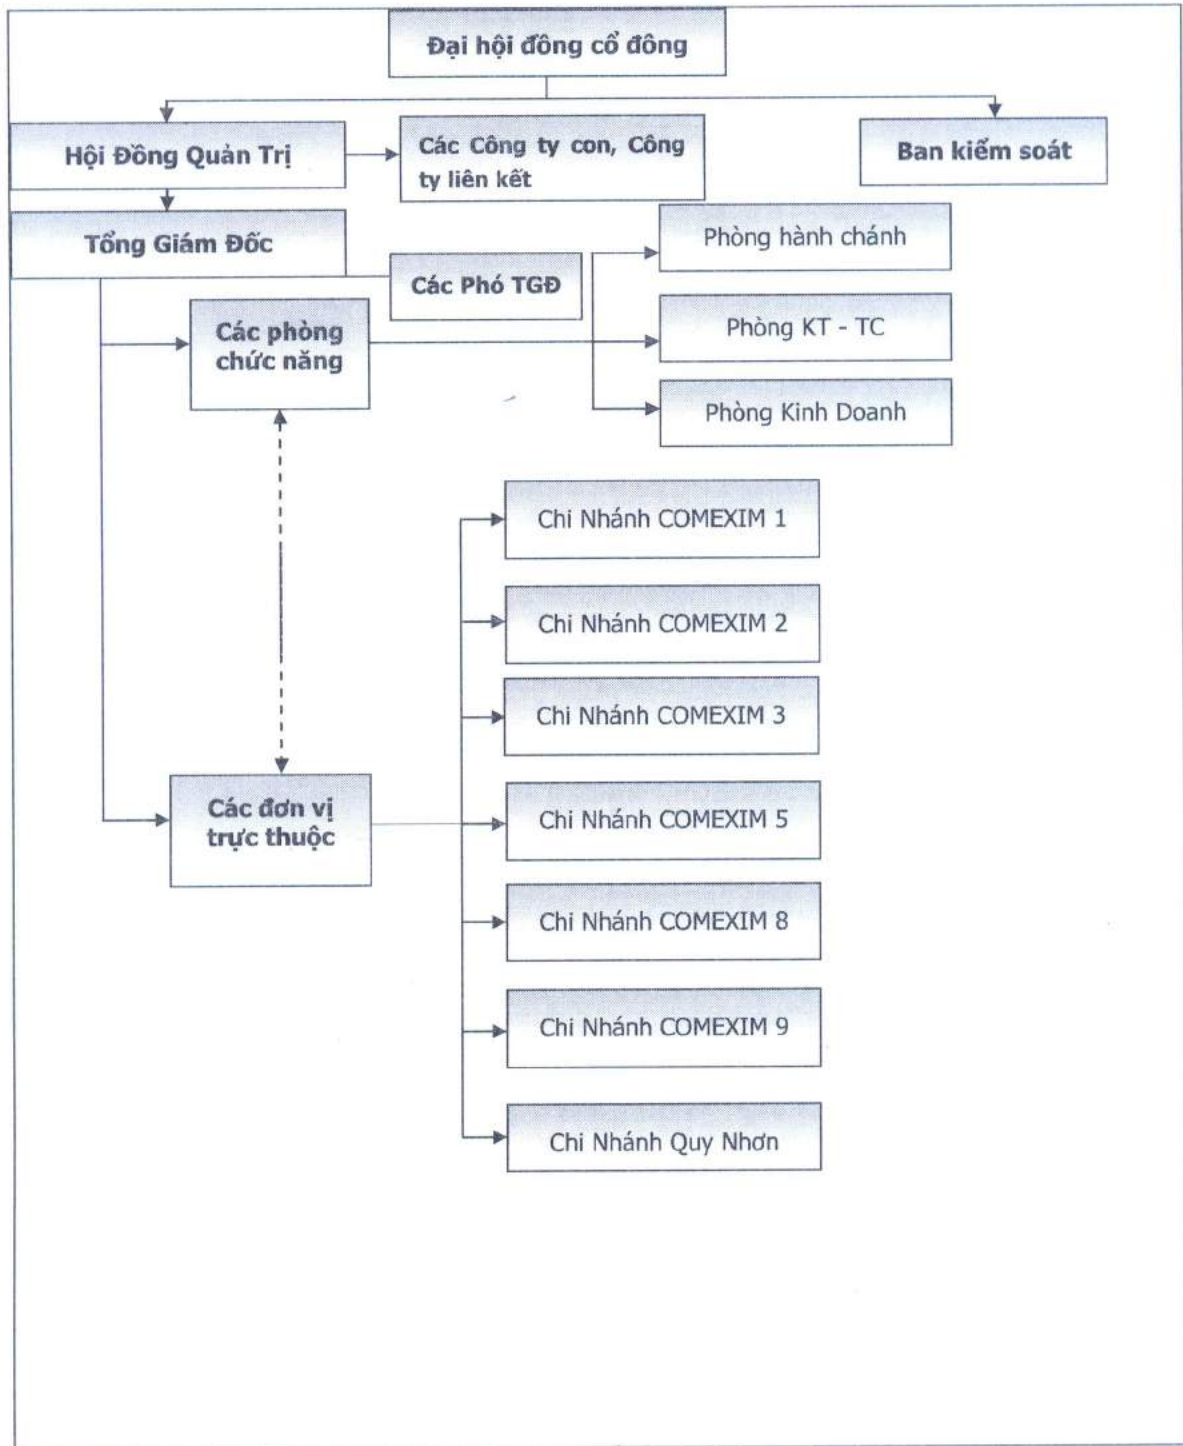 Đại hội đông cổ đông
Hội Đồng Quản Trị
Các Công ty con, Công
ty liên kết
Ban kiểm soát
Tổng Giám Đốc
Các Phó TGĐ
Phòng hành chánh
Các phòng
chức năng
Phòng KT - TC
Phòng Kinh Doanh
Chi Nhánh COMEXIM 1
Chi Nhánh COMEXIM 2
Chi Nhánh COMEXIM 3
Các đơn vị
trực thuộc
Chi Nhánh COMEXIM 5
Chi Nhánh COMEXIM 8
Chi Nhánh COMEXIM 9
Chi Nhánh Quy Nhơn